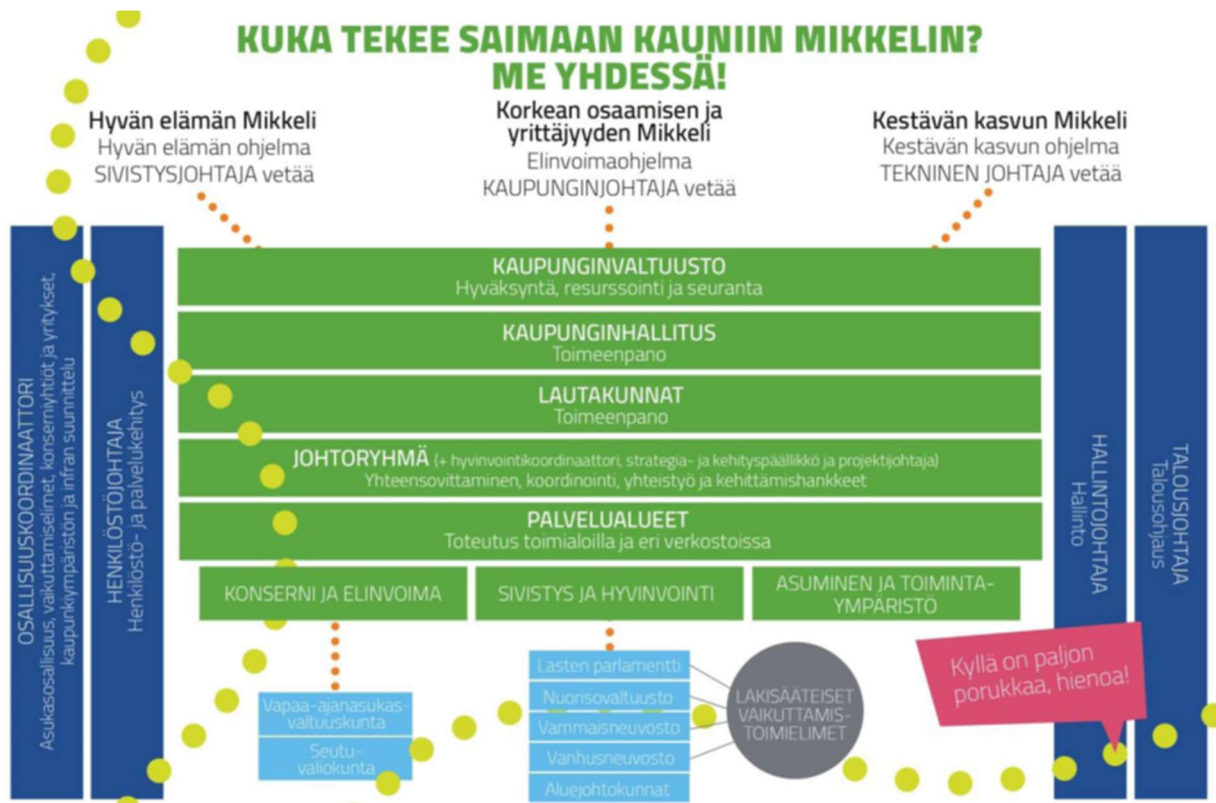 KUKA TEKEE SAIMAAN KAUNIIN MIKKELIN?
ME YHDESSÄ!
Hyvän elämän Mikkeli
Hyvän elämän ohjelma
SIVISTYSJOHTAJA vetää
Korkean osaamisen ja
yrittäjyyden Mikkeli
Elinvoimaohjelma
KAUPUNGINJOHTAJA vetää
Kestävän kasvun Mikkeli
Kestävän kasvun ohjelma
TEKNINEN JOHTAJA vetää
OSALLISUUSKOORDINAATTORI
Asukasosallisuus, vaikuttamiselimet, konserniyhtiöt ja yritykset,
kaupunkiympäristön ja infran suunnittelu
HENKILÖSTÖJOHTAJA
Henkilöstö- ja palvelukehitys
KAUPUNGINVALTUUSTO
Hyväksyntä, resurssointi ja seuranta
KAUPUNGINHALLITUS
Toimeenpano
LAUTAKUNNAT
Toimeenpano
JOHTORYHMÄ (+ hyvinvointikoordinaattori, strategia- ja kehityspäällikkö ja projektijohtaja)
Yhteensovittaminen, koordinointi, yhteistyö ja kehittämishankkeet
PALVELUALUEET
Toteutus toimialoilla ja eri verkostoissa
KONSERNI JA ELINVOIMA
SIVISTYS JA HYVINVOINTI
ASUMINEN JA TOIMINTA-
YMPÄRISTÖ
HALLINTOJOHTAJA
Hallinto
TALOUSJOHTAJA
Talousohjaus
Vapaa-ajanasukas-
valtuuskunta
Seutu-
valiokunta
Lasten parlamentti
Nuorisovaltuusto
Vammaisneuvosto
Vanhusneuvosto
Aluejohtokunnat
LAKISÄÄTEISET
VAIKUTTAMIS-
TOIMIELIMET
Kyllä on paljon
porukkaa, hienoa!